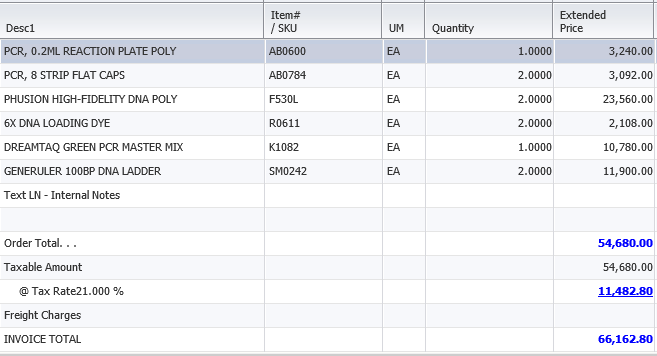 Desc1 Item# / SKU UM Quantity Extended Price
PCR, 0.2ML REACTION PLATE POLY AB0600 EA 1.0000 3,240.00
PCR, 8 STRIP FLAT CAPS AB0784 EA 2.0000 3,092.00
PHUSION HIGH-FIDELITY DNA POLY F530L EA 2.0000 23,560.00
6X DNA LOADING DYE R0611 EA 2.0000 2,108.00
DREAMTAQ GREEN PCR MASTER MIX K1082 EA 1.0000 10,780.00
GENERULER 100BP DNA LADDER SM0242 EA 2.0000 11,900.00
Text LN - Internal Notes
Order Total. . . 54,680.00
Taxable Amount 54,680.00
@ Tax Rate21.000 % 11,482.80
Freight Charges
INVOICE TOTAL 66,162.80